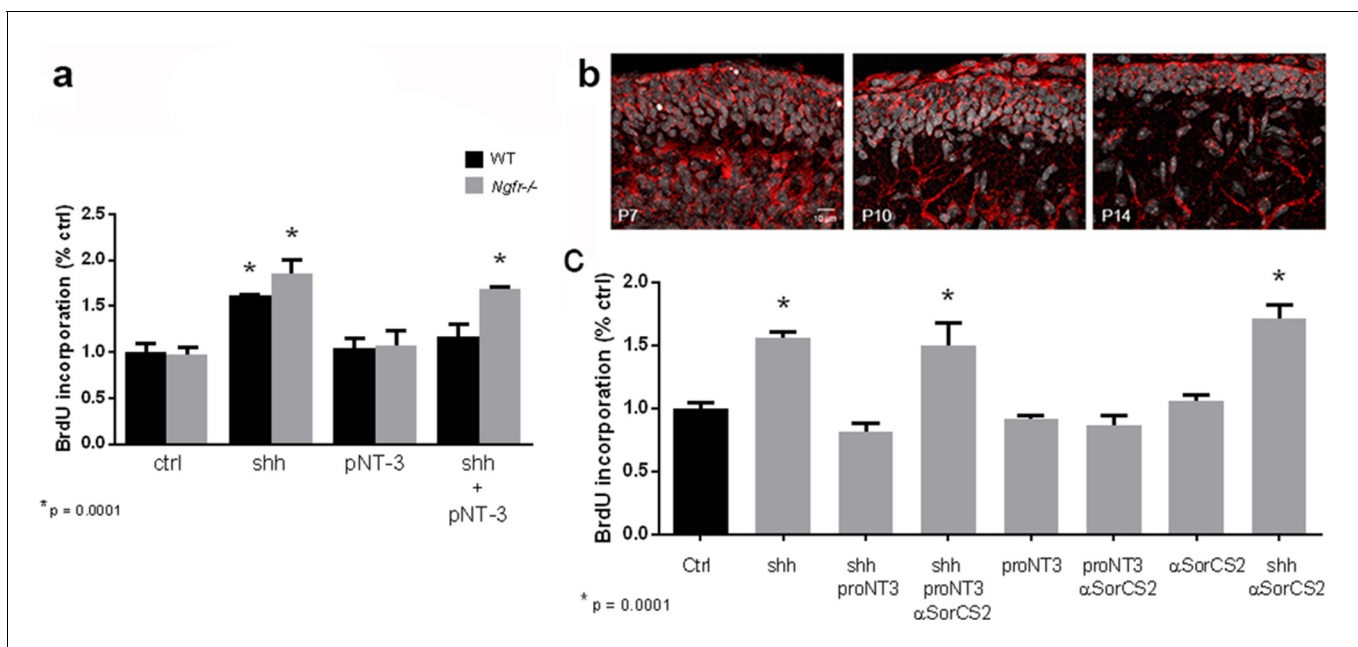 a
WT
Ngfr-/-
BrdU incorporation (% ctrl)
2.5
2.0
1.5
1.0
0.5
0.0
* *
*
ctrl shh pNT-3 shh
+
pNT-3
* p = 0.0001
b
P7 10 µm P10 P14
c
BrdU incorporation (% ctrl)
2.0
1.5
1.0
0.5
0.0
* * *
Ctrl shh shh shh proNT3 proNT3 αSorCS2 shh
proNT3 proNT3 αSorCS2 αSorCS2
αSorCS2
* p = 0.0001